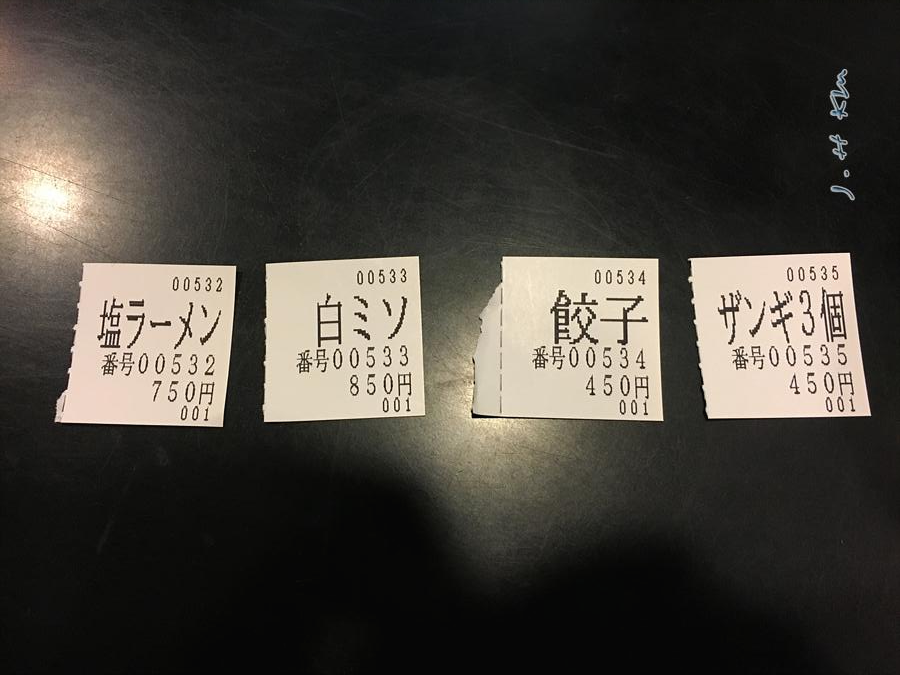 00532
塩ラーメン
番号00532
750円
001
00533
白ミソ
番号00533
850円
001
00534
餃子
番号00534
450円
001
00535
ザンギ3個
番号00535
450円
001